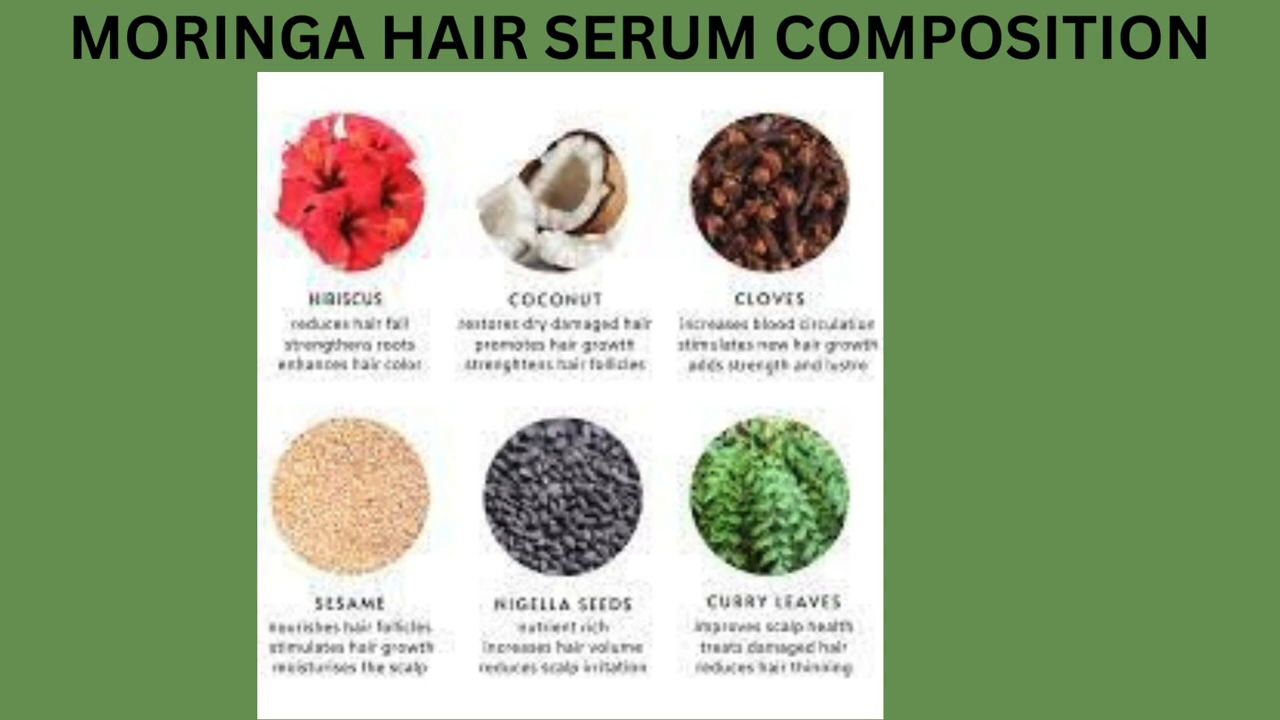 MORINGA HAIR SERUM COMPOSITION
HIBISCUS
reduces hair fall
strengthens roots
enhances hair color
COCONUT
restores dry damaged hair
promotes hair growth
strenghtens hair follicles
CLOVES
increases blood circulation
stimulates new hair growth
adds strength and lustre
SESAME
nourishes hair follicles
stimulates hair growth
moisturises the scalp
NIGELLA SEEDS
nutrient rich
increases hair volume
reduces scalp irritation
CURRY LEAVES
improves scalp health
treats damaged hair
reduces hair thinning